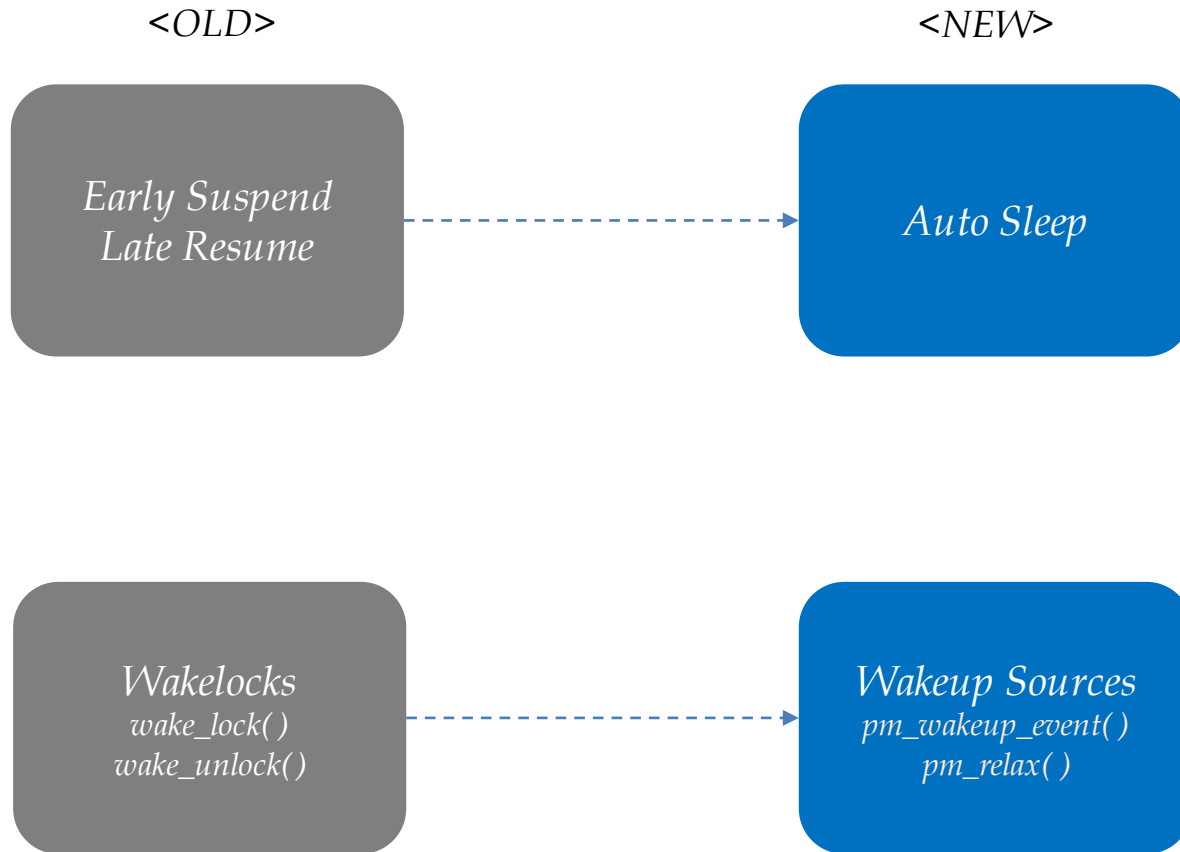 <OLD>
<NEW>
Early Suspend
Late Resume
Auto Sleep
Wakelocks
wake_lock( )
wake_unlock( )
Wakeup Sources
pm_wakeup_event( )
pm_relax( )